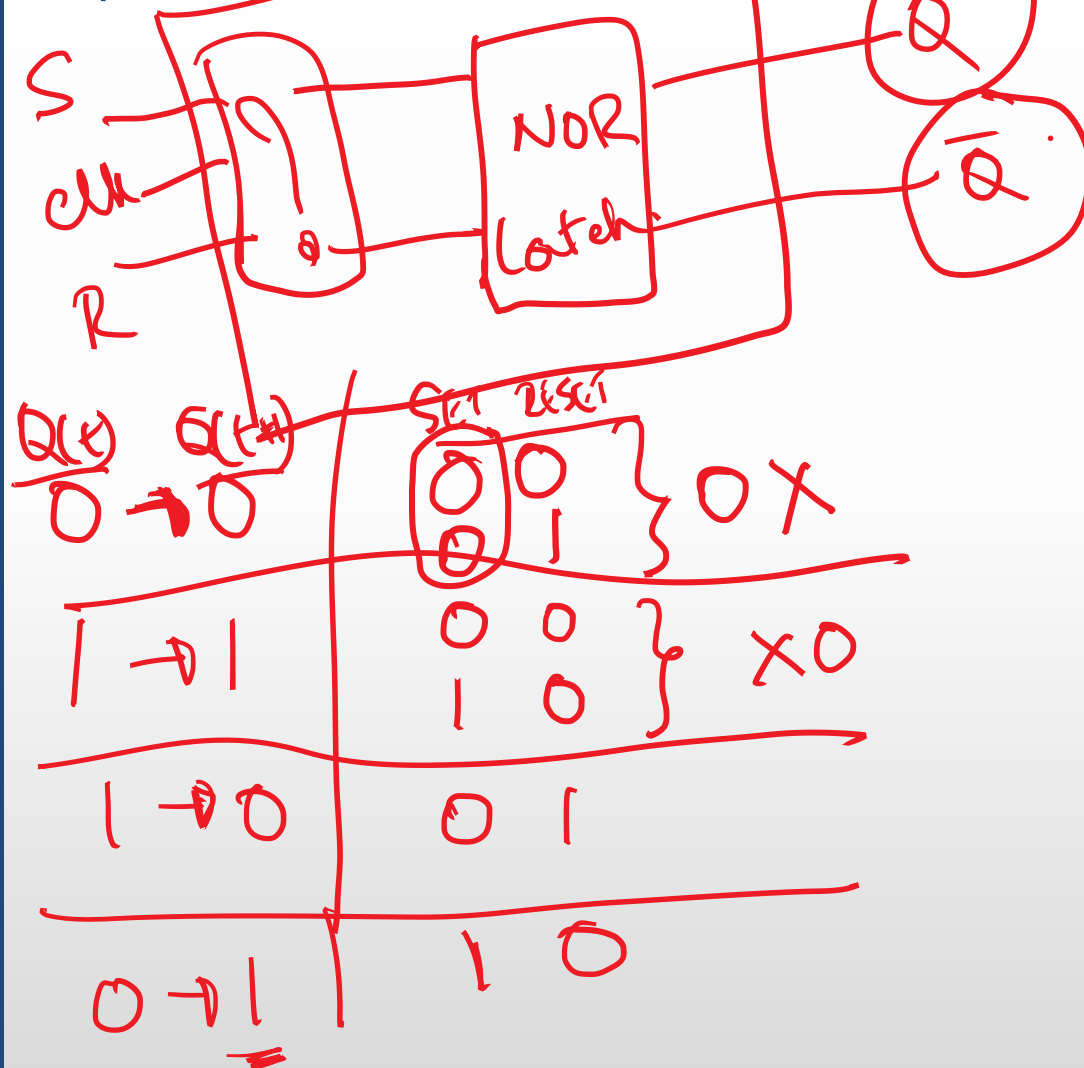 S
Clk
R
NOR
Latch
Q
Q̅
Q(t) Q(t+1) SET RESET
0 → 0 0 0 } 0 X
0 1
1 → 1 0 0 } X 0
1 0
1 → 0 0 1
0 → 1 1 0